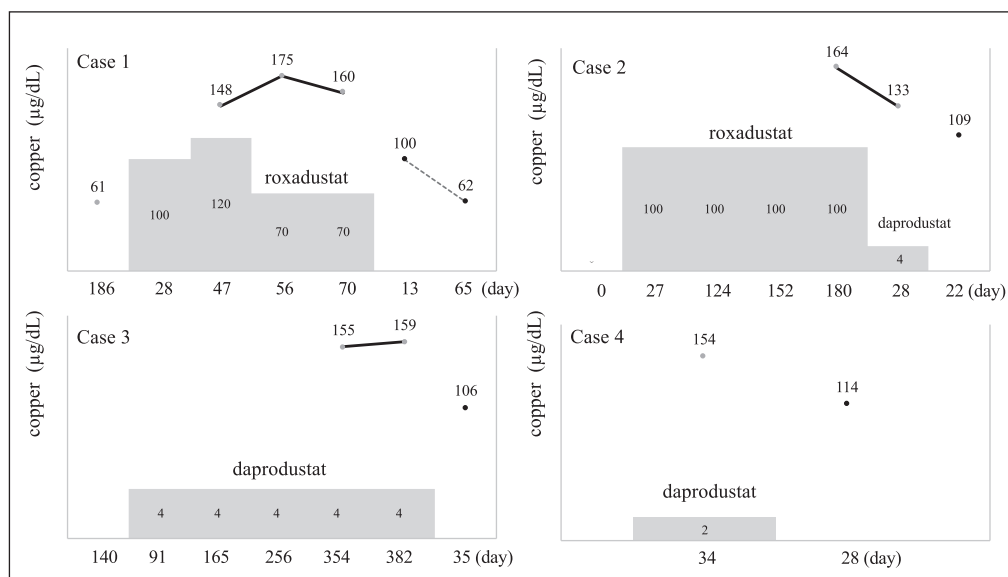 Case 1
copper (µg/dL)
175
148
160
100
61
62
roxadustat
100
120
70
70
186 28 47 56 70 13 65 (day)
Case 2
copper (µg/dL)
164
133
109
roxadustat
daprodustat
100 100 100 100
4
0 27 124 152 180 28 22 (day)
Case 3
copper (µg/dL)
155
159
106
daprodustat
4 4 4 4 4
140 91 165 256 354 382 35 (day)
Case 4
copper (µg/dL)
154
114
daprodustat
2
34 28 (day)